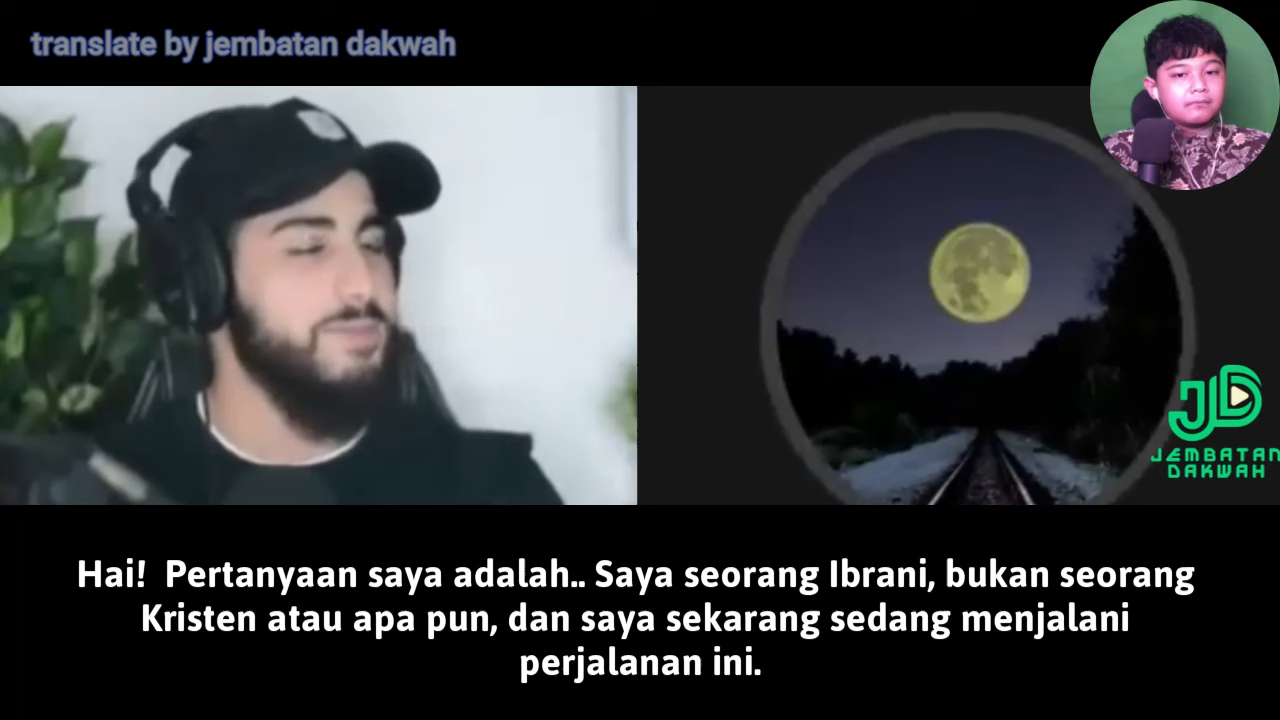 translate by jembatan dakwah
JD
JEMBATAN
DAKWAH
Hai!  Pertanyaan saya adalah.. Saya seorang Ibrani, bukan seorang
Kristen atau apa pun, dan saya sekarang sedang menjalani
perjalanan ini.